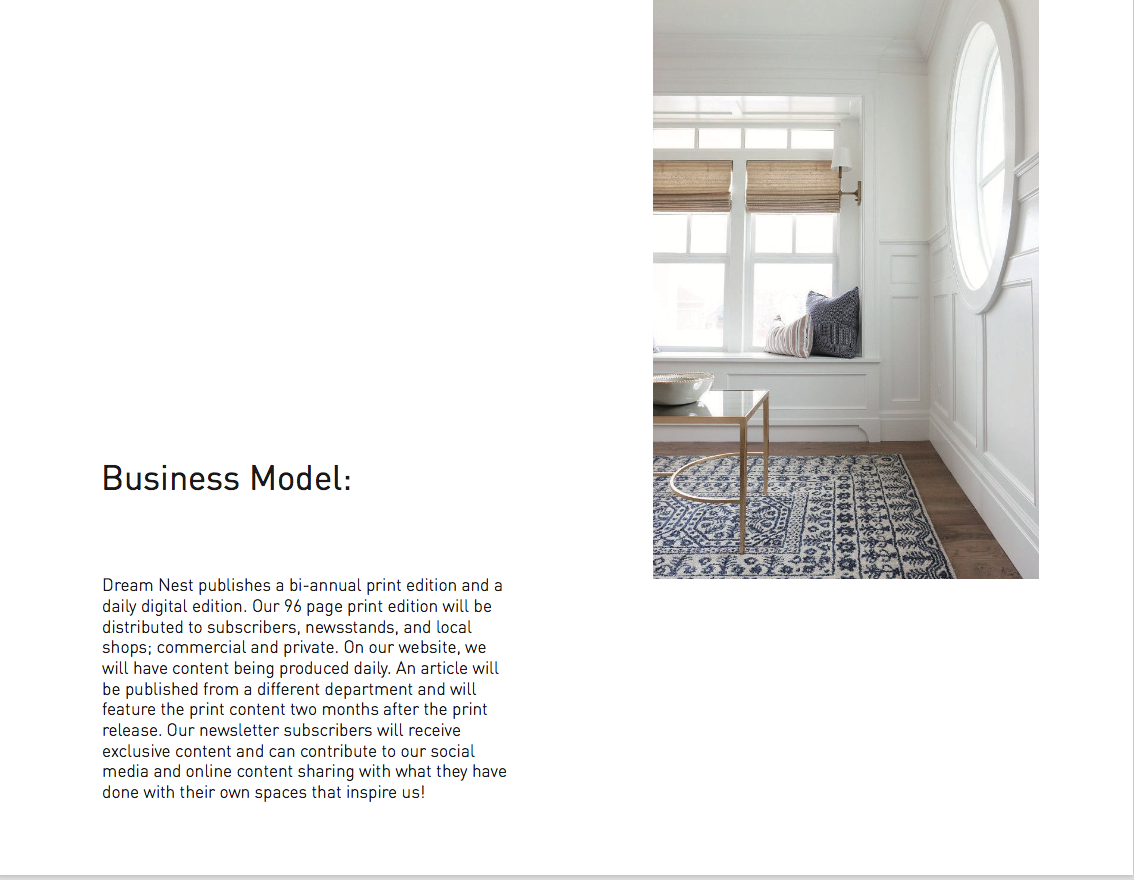 Business Model:
Dream Nest publishes a bi-annual print edition and a
daily digital edition. Our 96 page print edition will be
distributed to subscribers, newsstands, and local
shops; commercial and private. On our website, we
will have content being produced daily. An article will
be published from a different department and will
feature the print content two months after the print
release. Our newsletter subscribers will receive
exclusive content and can contribute to our social
media and online content sharing with what they have
done with their own spaces that inspire us!